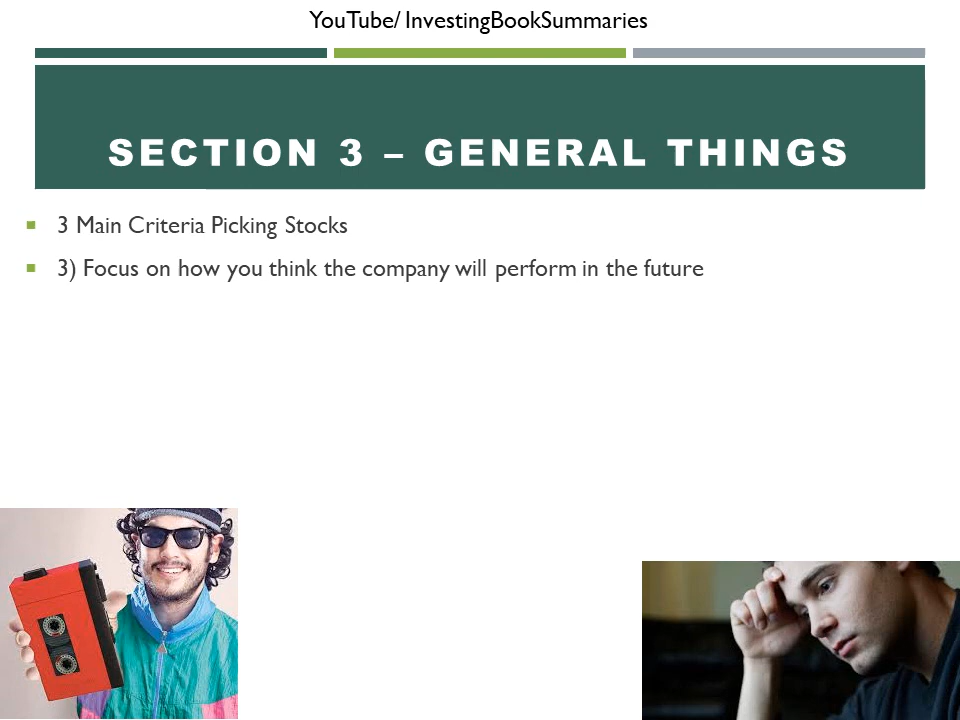 YouTube/ InvestingBookSummaries
SECTION 3 – GENERAL THINGS
3 Main Criteria Picking Stocks
3) Focus on how you think the company will perform in the future